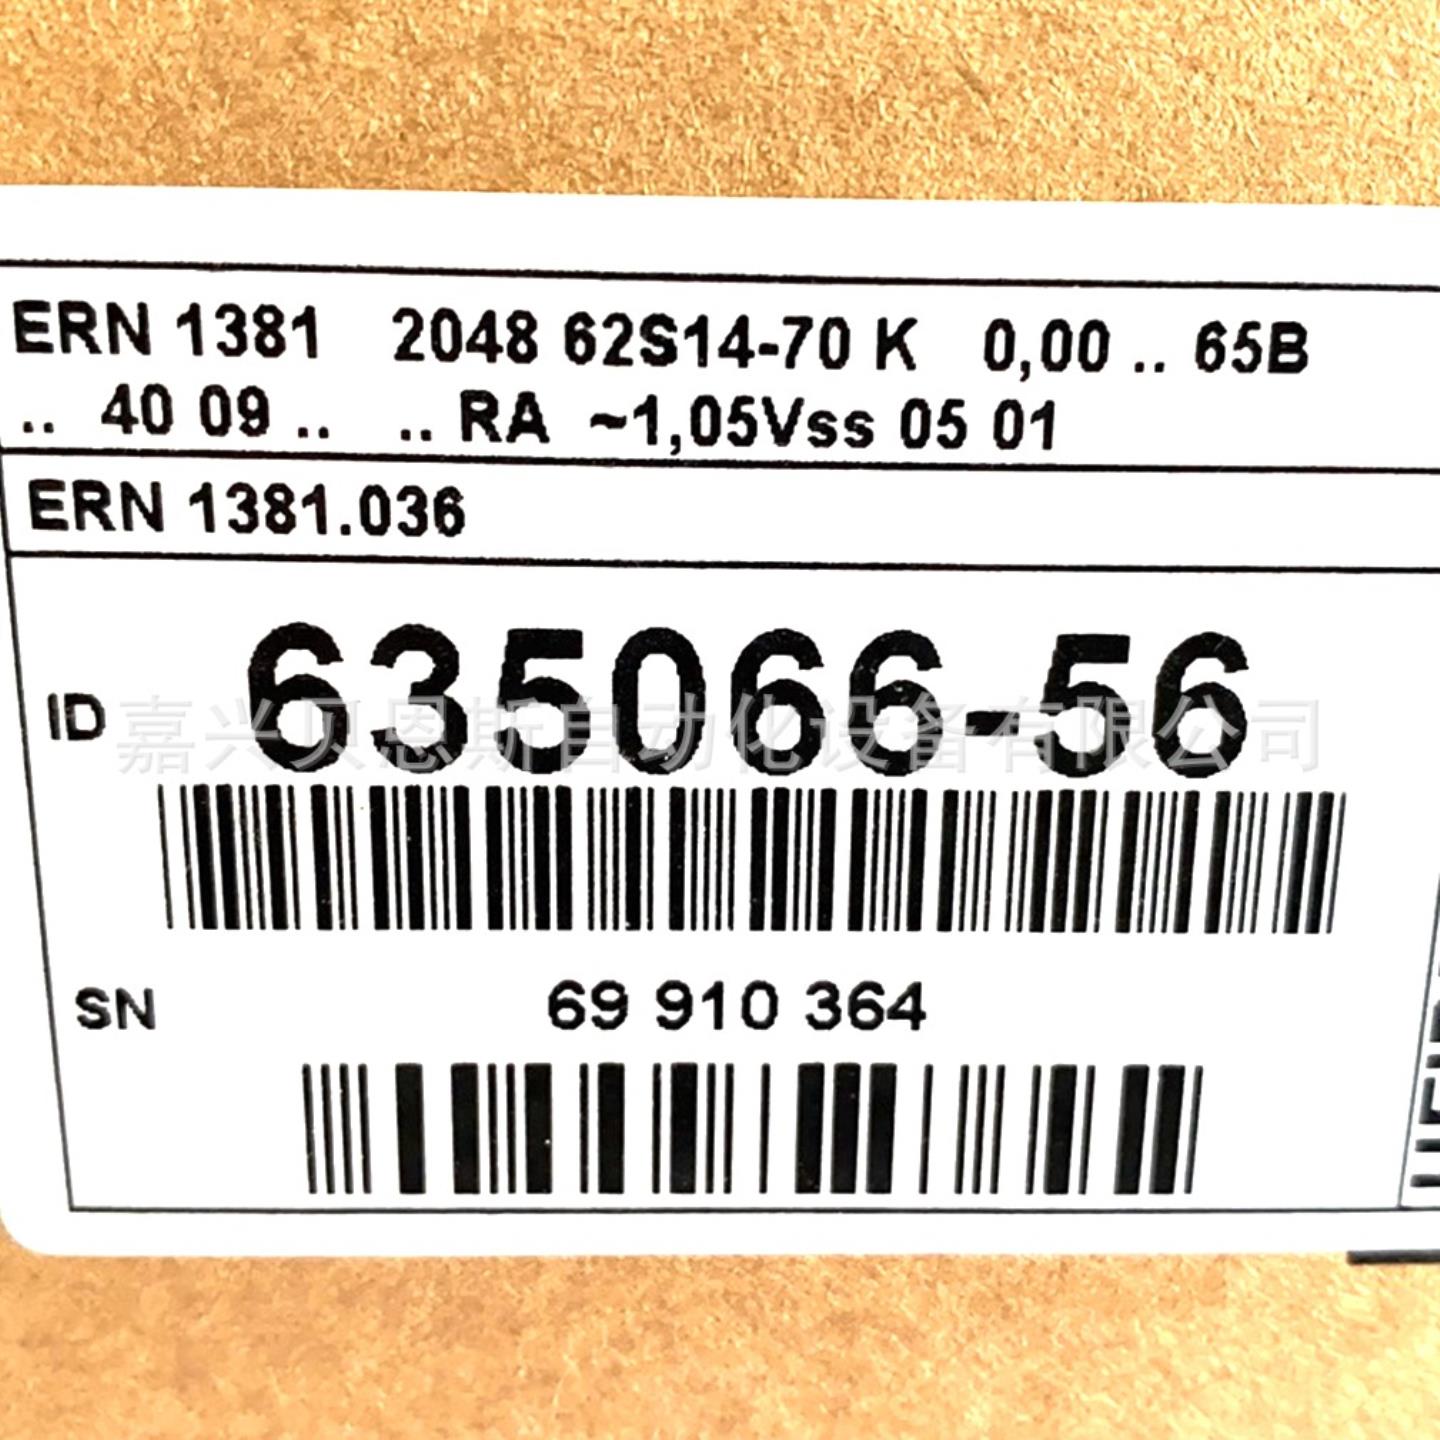 ERN 1381 2048 62S14-70 K 0,00 .. 65B
.. 40 09 .. .. RA ~1,05Vss 05 01
ERN 1381.036
ID 635066-56
嘉兴贝恩斯自动化设备有限公司
SN 69 910 364